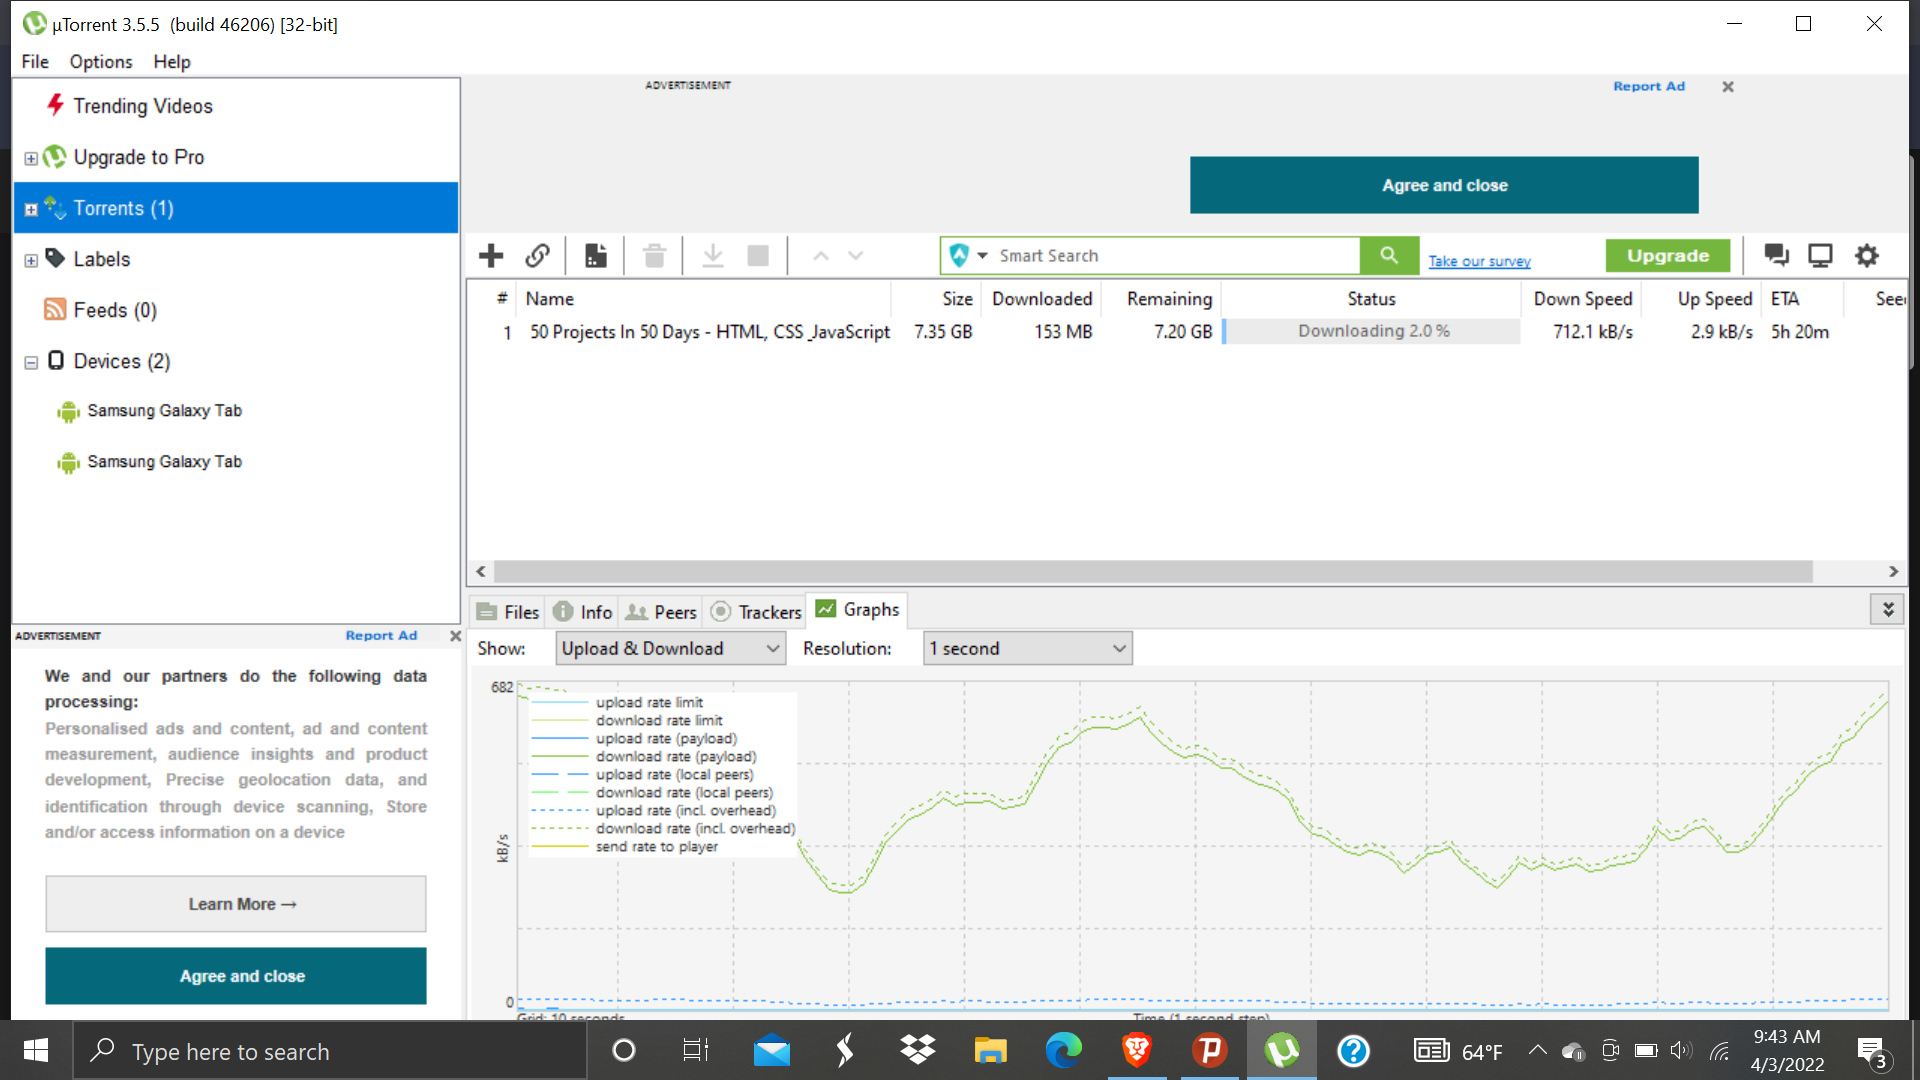 µTorrent 3.5.5 (build 46206) [32-bit]
File Options Help
Trending Videos
Upgrade to Pro
Torrents (1)
Labels
Feeds (0)
Devices (2)
Samsung Galaxy Tab
Samsung Galaxy Tab
ADVERTISEMENT Report Ad
We and our partners do the following data
processing:
Personalised ads and content, ad and content
measurement, audience insights and product
development, Precise geolocation data, and
identification through device scanning, Store
and/or access information on a device
Learn More →
Agree and close
ADVERTISEMENT Report Ad
Agree and close
Smart Search Take our survey Upgrade
# Name Size Downloaded Remaining Status Down Speed Up Speed ETA
1 50 Projects In 50 Days - HTML, CSS _JavaScript 7.35 GB 153 MB 7.20 GB Downloading 2.0 % 712.1 kB/s 2.9 kB/s 5h 20m
Files Info Peers Trackers Graphs
Show: Upload & Download Resolution: 1 second
682
upload rate limit
download rate limit
upload rate (payload)
download rate (payload)
upload rate (local peers)
download rate (local peers)
upload rate (incl. overhead)
download rate (incl. overhead)
send rate to player
kB/s
0
Grid: 10 seconds Time (1 second step)
Type here to search 64°F 9:43 AM
4/3/2022
3